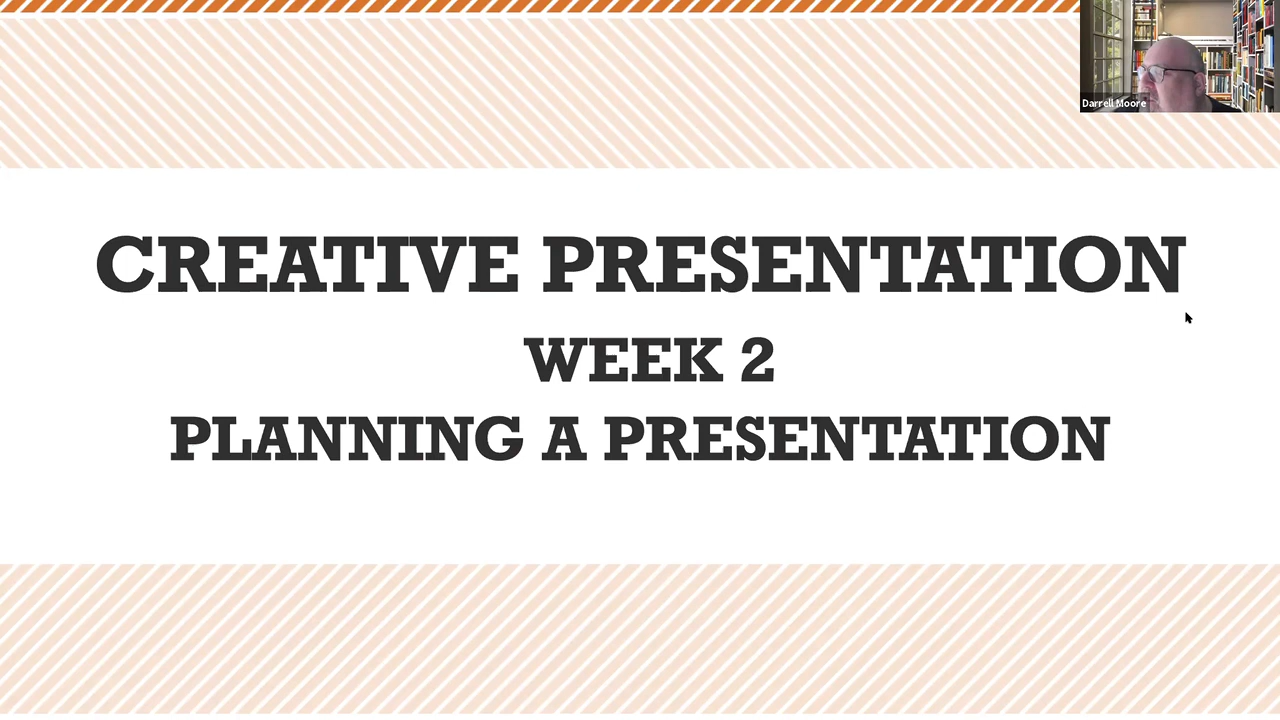 Darrell Moore
CREATIVE PRESENTATION
WEEK 2
PLANNING A PRESENTATION